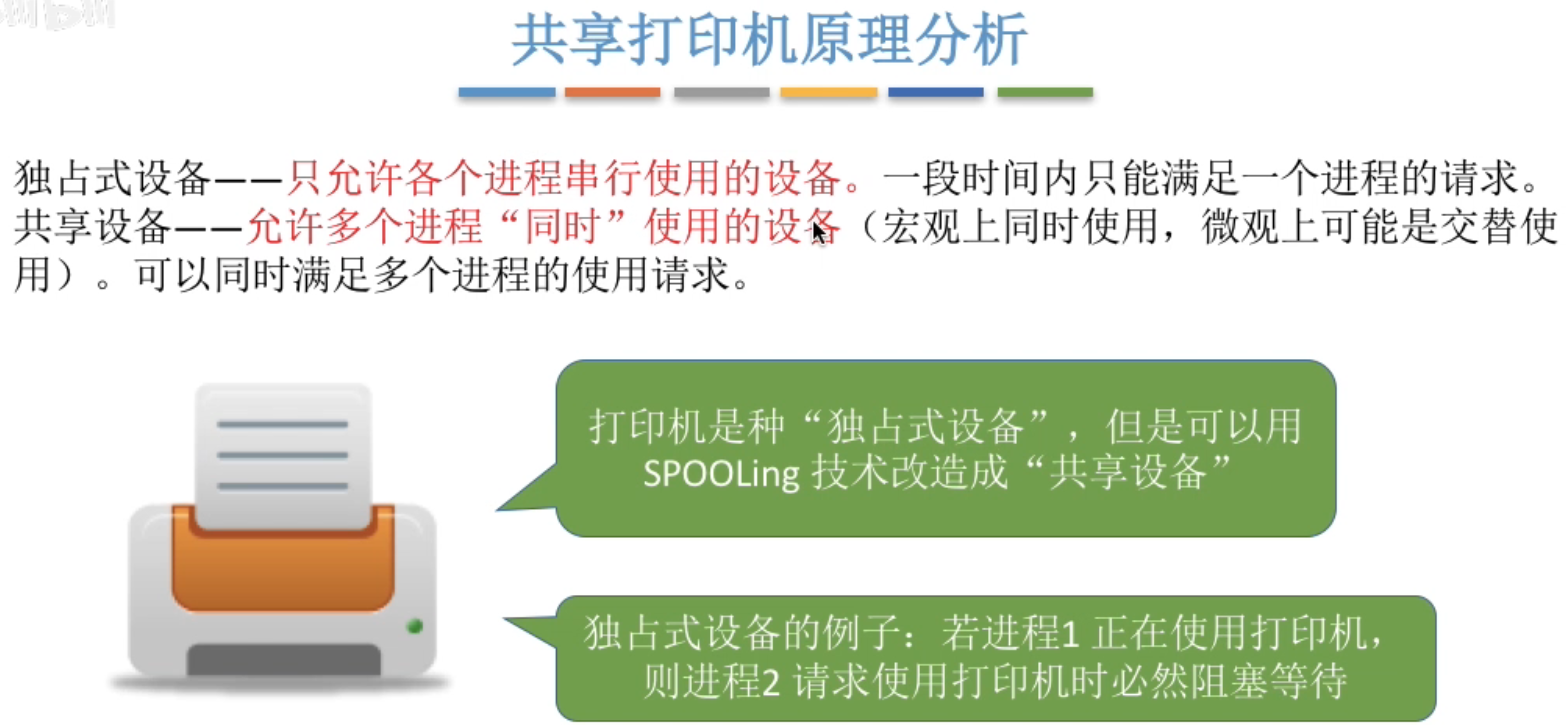 共享打印机原理分析
独占式设备——只允许各个进程串行使用的设备。一段时间内只能满足一个进程的请求。
共享设备——允许多个进程“同时”使用的设备（宏观上同时使用，微观上可能是交替使
用）。可以同时满足多个进程的使用请求。
打印机是种“独占式设备”，但是可以用
SPOOLing 技术改造成“共享设备”
独占式设备的例子：若进程1 正在使用打印机，
则进程2 请求使用打印机时必然阻塞等待